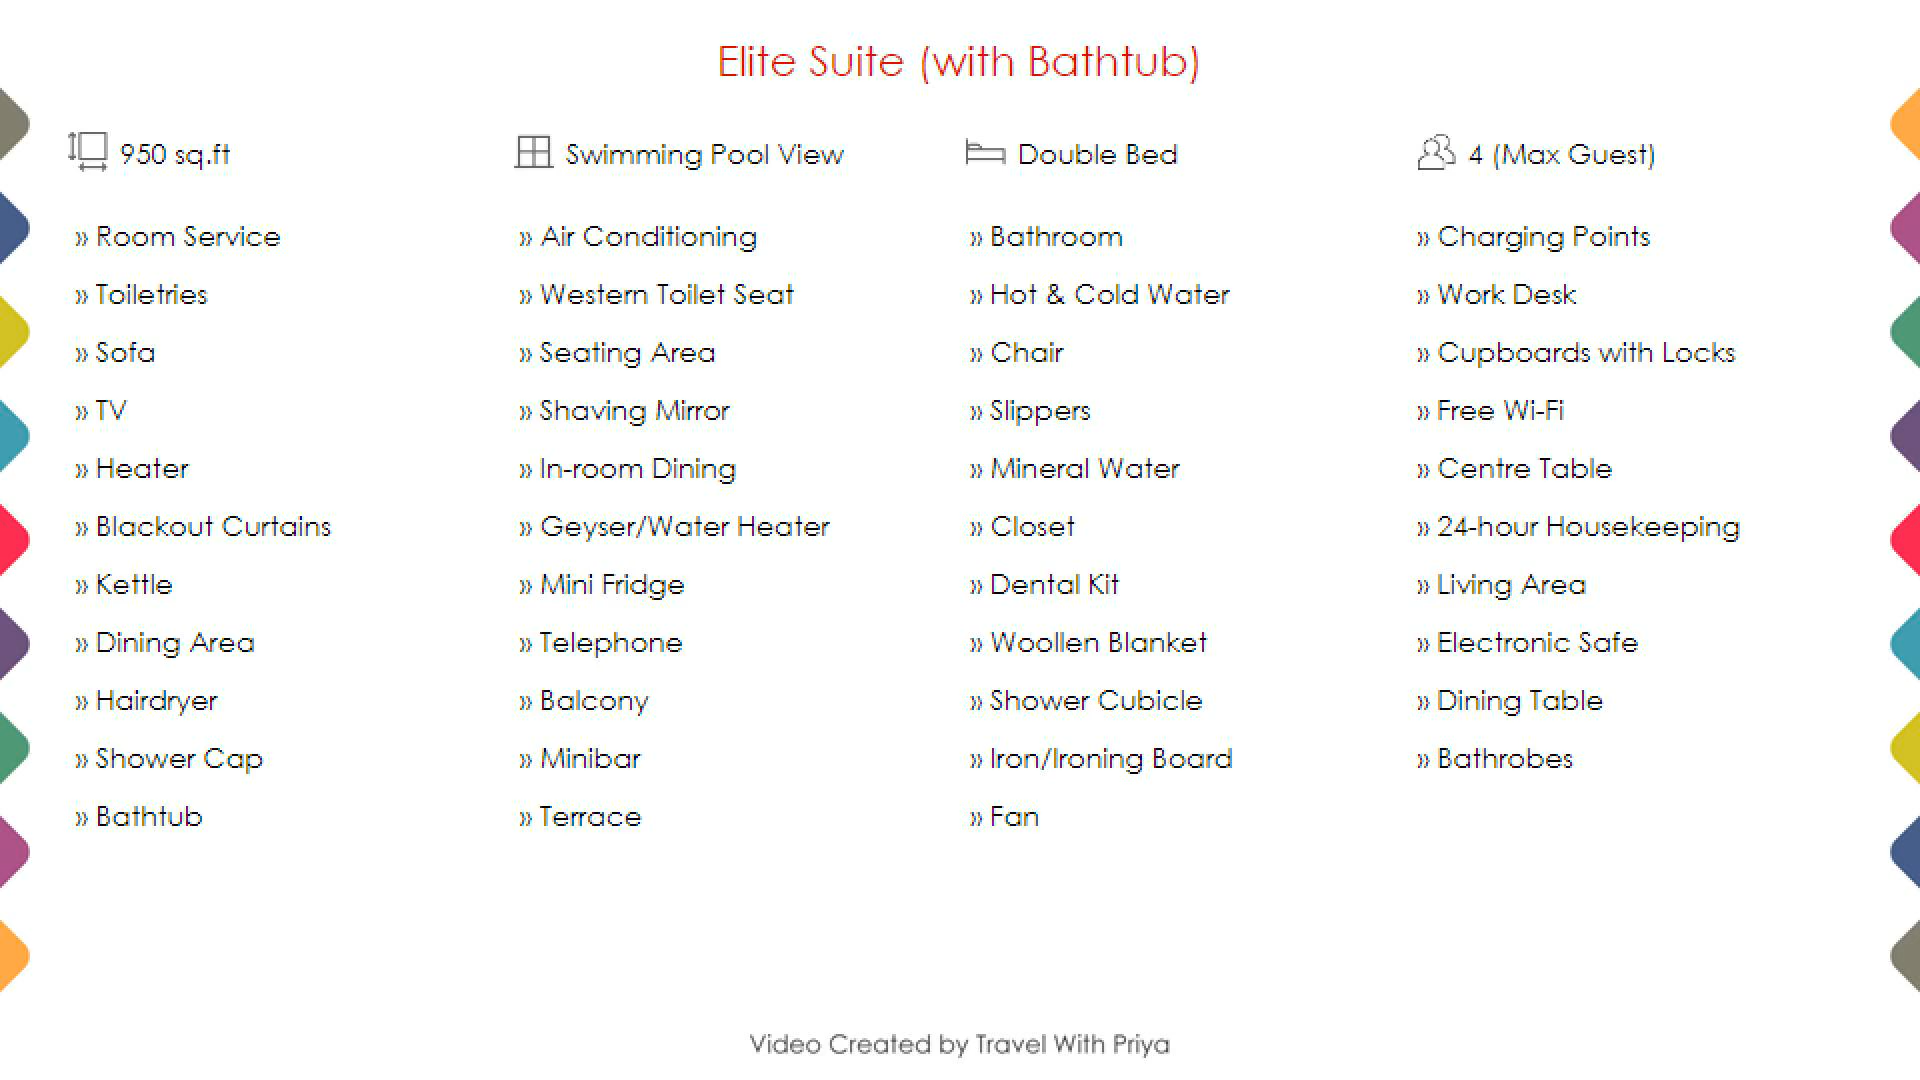 Elite Suite (with Bathtub)
950 sq.ft
Swimming Pool View
Double Bed
4 (Max Guest)
» Room Service
» Toiletries
» Sofa
» TV
» Heater
» Blackout Curtains
» Kettle
» Dining Area
» Hairdryer
» Shower Cap
» Bathtub
» Air Conditioning
» Western Toilet Seat
» Seating Area
» Shaving Mirror
» In-room Dining
» Geyser/Water Heater
» Mini Fridge
» Telephone
» Balcony
» Minibar
» Terrace
» Bathroom
» Hot & Cold Water
» Chair
» Slippers
» Mineral Water
» Closet
» Dental Kit
» Woollen Blanket
» Shower Cubicle
» Iron/Ironing Board
» Fan
» Charging Points
» Work Desk
» Cupboards with Locks
» Free Wi-Fi
» Centre Table
» 24-hour Housekeeping
» Living Area
» Electronic Safe
» Dining Table
» Bathrobes
Video Created by Travel With Priya